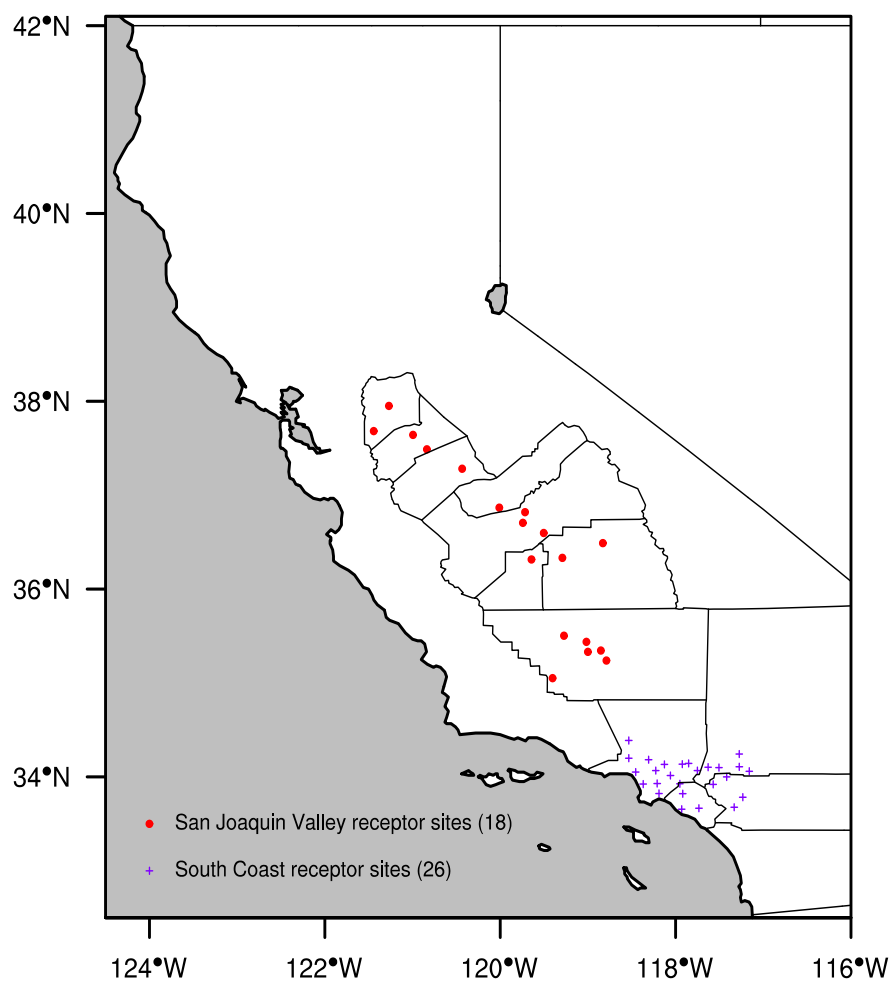 42°N
40°N
38°N
36°N
34°N
San Joaquin Valley receptor sites (18)
South Coast receptor sites (26)
124°W 122°W 120°W 118°W 116°W